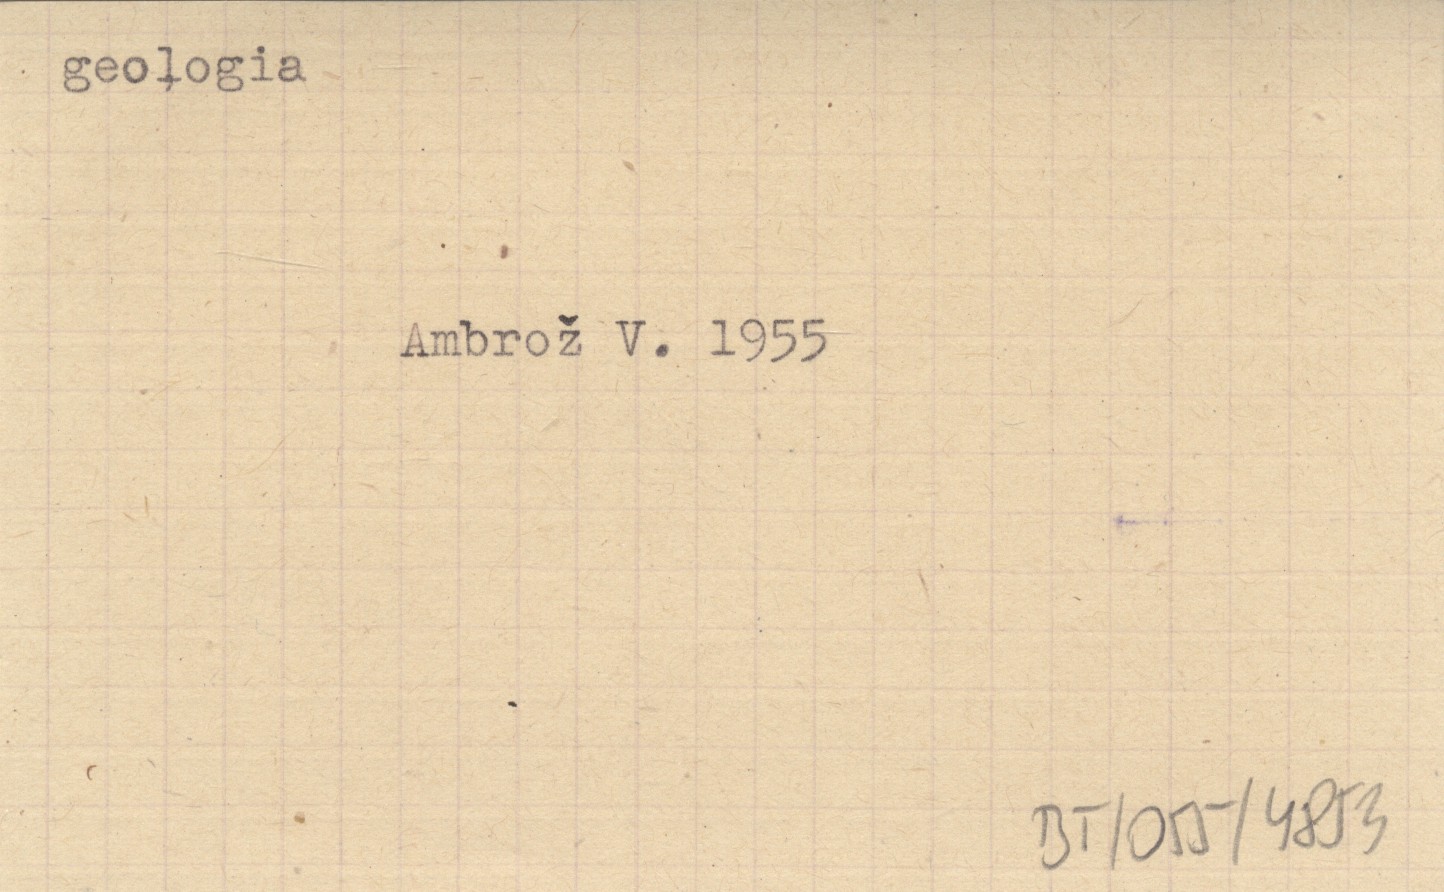 geologia
Ambrož V. 1955
BT/055/4853